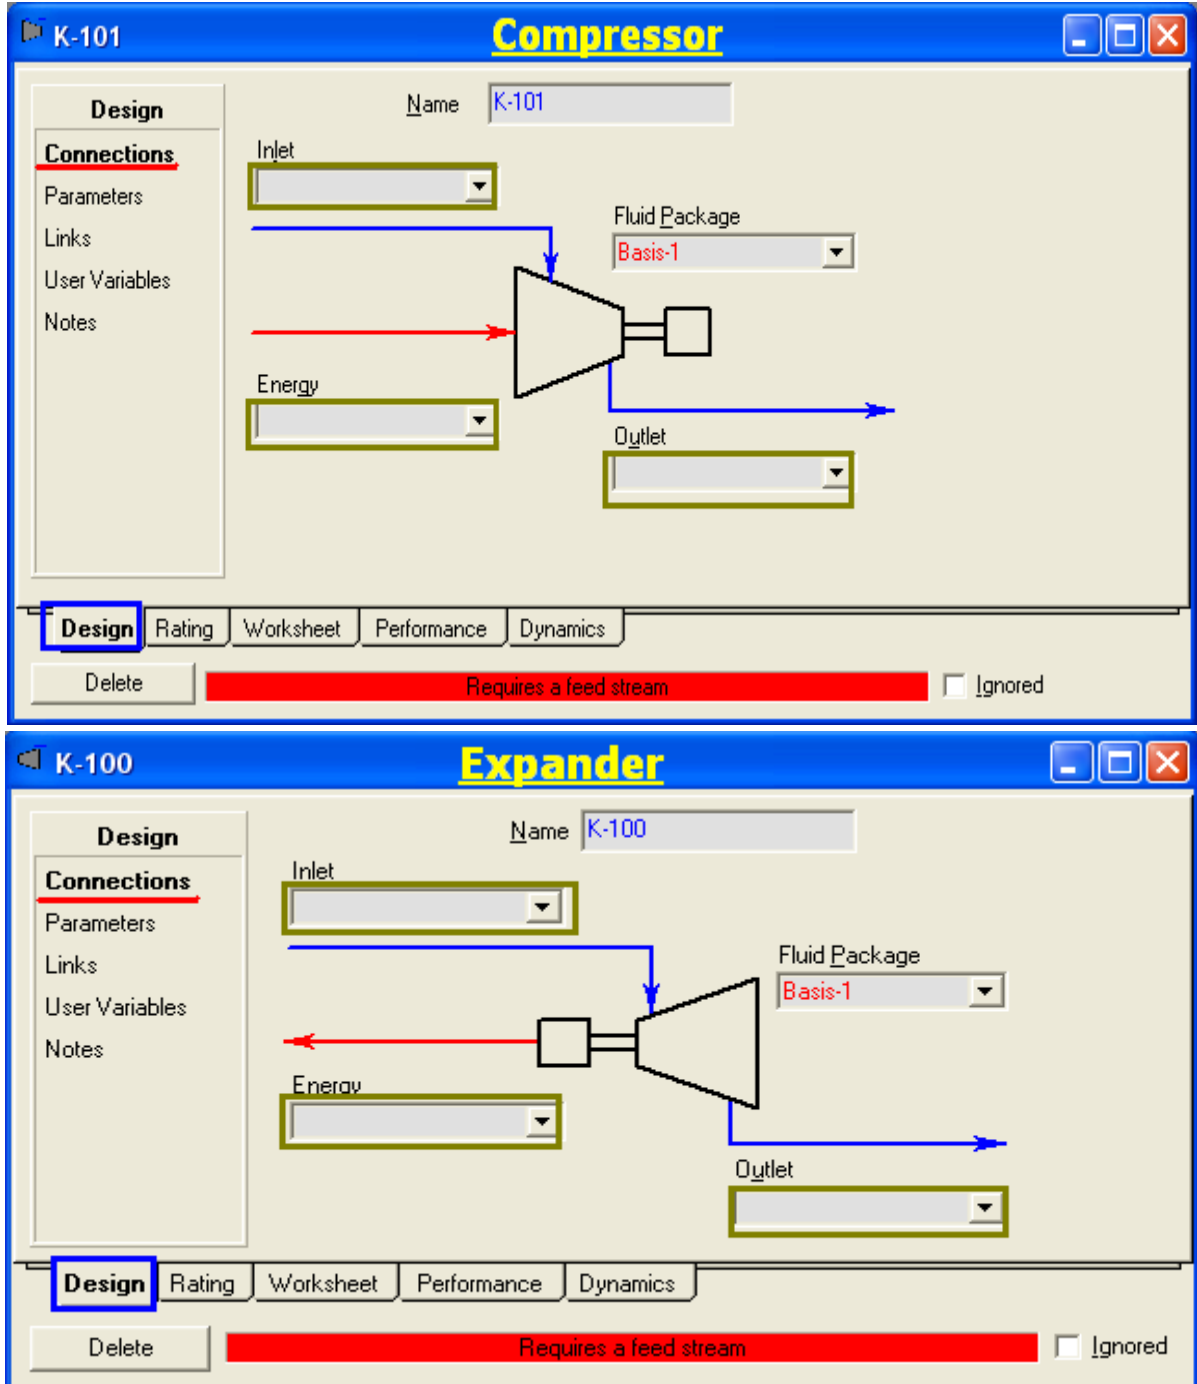 K-101 Compressor
Design
Name K-101
Connections
Inlet
Parameters
Fluid Package
Links
Basis-1
User Variables
Notes
Energy
Outlet
Design Rating Worksheet Performance Dynamics
Delete Requires a feed stream Ignored
K-100 Expander
Design
Name K-100
Connections
Inlet
Parameters
Fluid Package
Links
Basis-1
User Variables
Notes
Energy
Outlet
Design Rating Worksheet Performance Dynamics
Delete Requires a feed stream Ignored